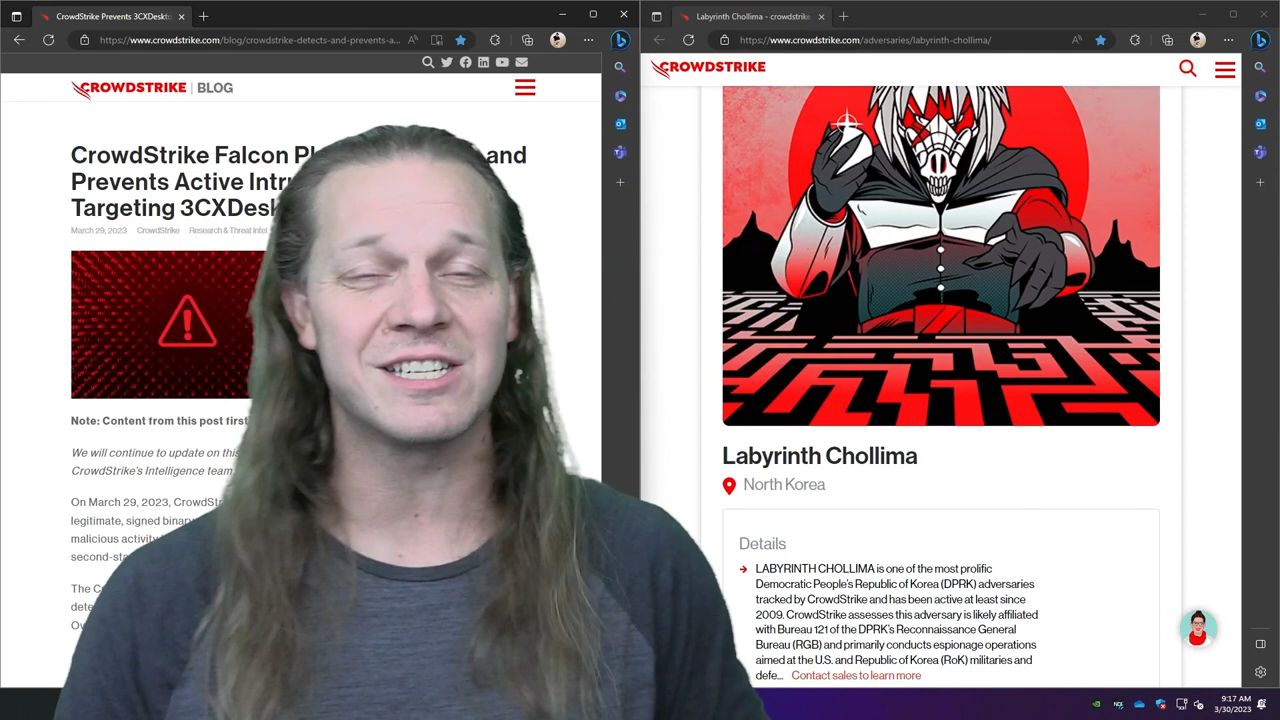 CrowdStrike Prevents 3CXDeskto
https://www.crowdstrike.com/blog/crowdstrike-detects-and-prevents-a...
CROWDSTRIKE | BLOG
CrowdStrike Falcon Pl and
Prevents Active Intr
Targeting 3CXDesk
March 29, 2023 CrowdStrike Research & Threat Intel
Note: Content from this post first
We will continue to update on this
CrowdStrike's Intelligence team
On March 29, 2023, CrowdStr
legitimate, signed binary
malicious activity
second-sta
The Cr
dete
Ov
Labyrinth Chollima - crowdstrike
https://www.crowdstrike.com/adversaries/labyrinth-chollima/
CROWDSTRIKE
Labyrinth Chollima
North Korea
Details
LABYRINTH CHOLLIMA is one of the most prolific
Democratic People's Republic of Korea (DPRK) adversaries
tracked by CrowdStrike and has been active at least since
2009. CrowdStrike assesses this adversary is likely affiliated
with Bureau 121 of the DPRK's Reconnaissance General
Bureau (RGB) and primarily conducts espionage operations
aimed at the U.S. and Republic of Korea (RoK) militaries and
defe... Contact sales to learn more
9:17 AM
3/30/2023